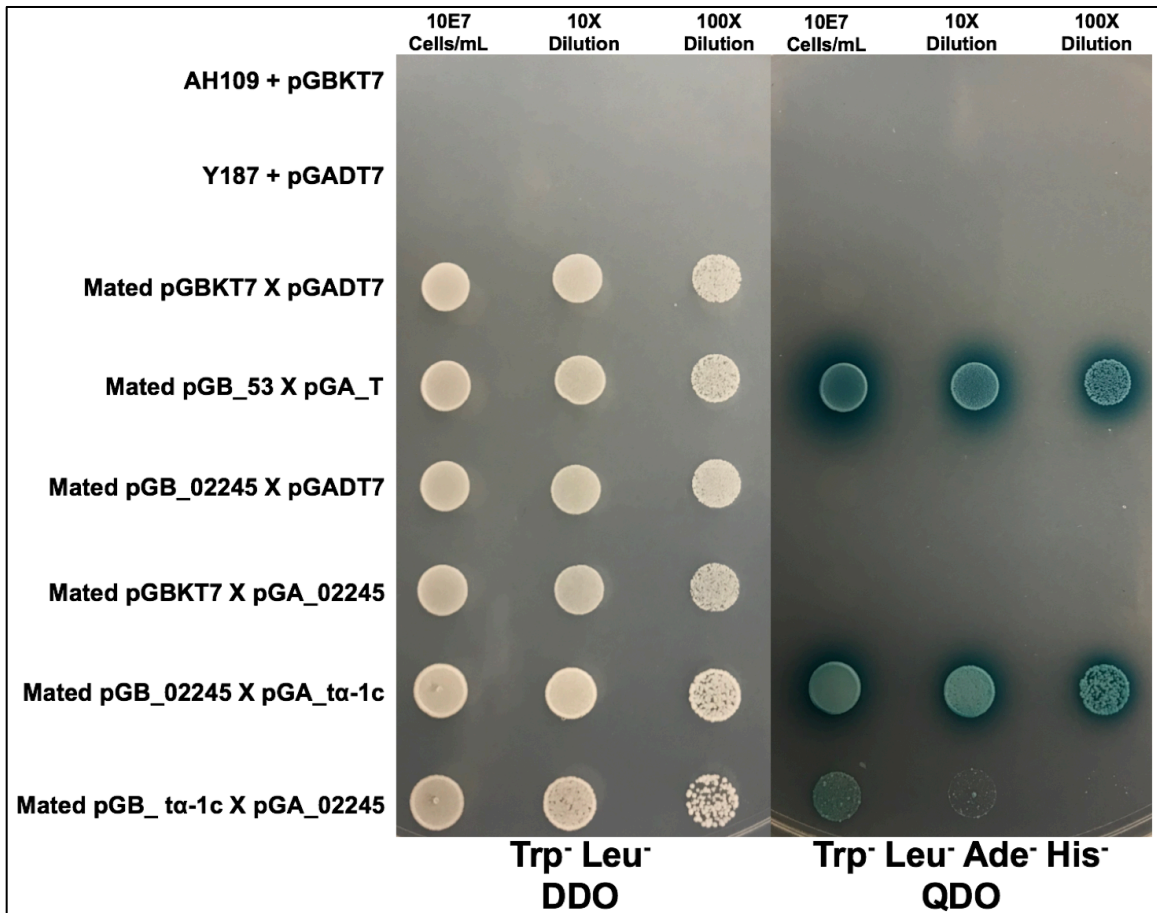 10E7 Cells/mL
10X Dilution
100X Dilution
10E7 Cells/mL
10X Dilution
100X Dilution
AH109 + pGBKT7
Y187 + pGADT7
Mated pGBKT7 X pGADT7
Mated pGB_53 X pGA_T
Mated pGB_02245 X pGADT7
Mated pGBKT7 X pGA_02245
Mated pGB_02245 X pGA_tα-1c
Mated pGB_ tα-1c X pGA_02245
Trp⁻ Leu⁻
DDO
Trp⁻ Leu⁻ Ade⁻ His⁻
QDO